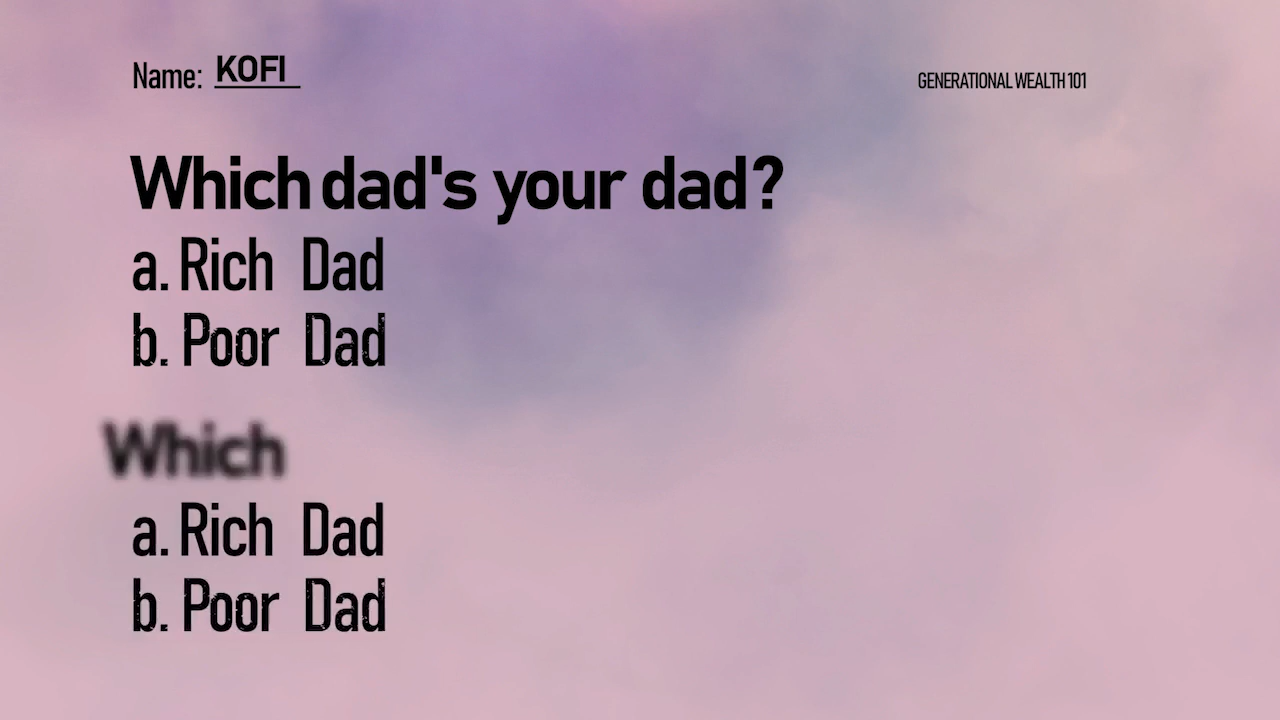 Name: KOFI
GENERATIONAL WEALTH 101
Which dad's your dad?
a. Rich Dad
b. Poor Dad
Which
a. Rich Dad
b. Poor Dad